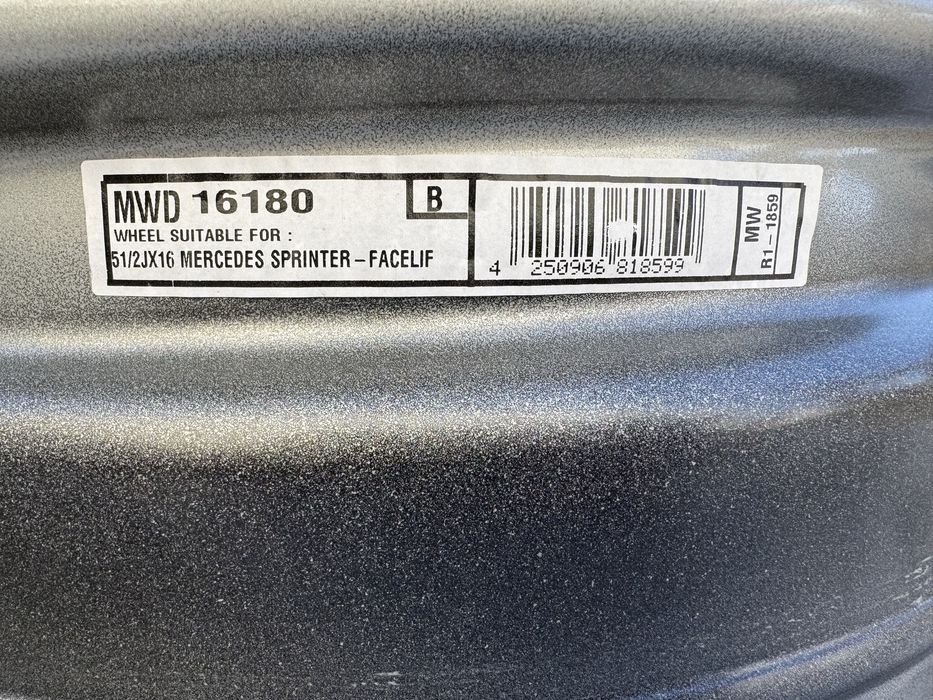 MWD 16180
B
WHEEL SUITABLE FOR :
51/2JX16 MERCEDES SPRINTER-FACELIF
4 250906 818599
MW
R1-1859